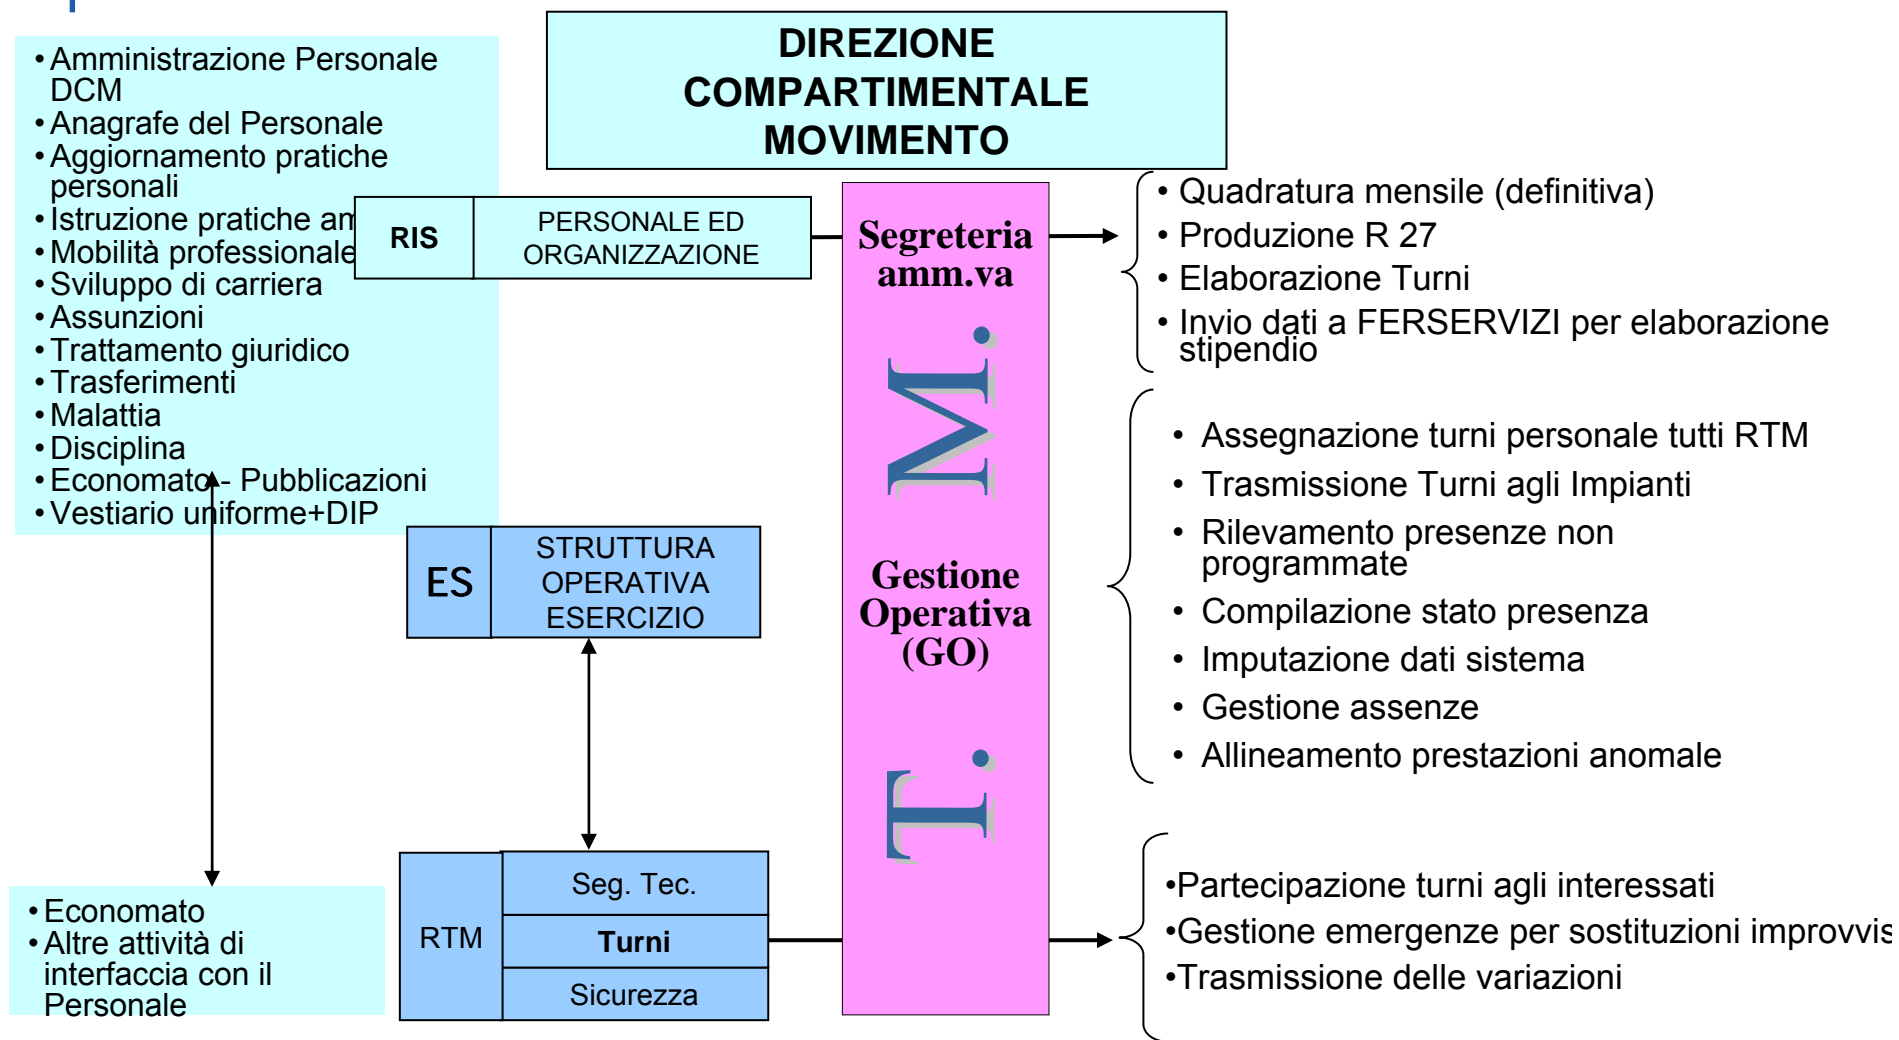 DIREZIONE
COMPARTIMENTALE
MOVIMENTO
• Amministrazione Personale
DCM
• Anagrafe del Personale
• Aggiornamento pratiche
personali
• Istruzione pratiche am
• Mobilità professionale
• Sviluppo di carriera
• Assunzioni
• Trattamento giuridico
• Trasferimenti
• Malattia
• Disciplina
• Economato - Pubblicazioni
• Vestiario uniforme+DIP
RIS
PERSONALE ED
ORGANIZZAZIONE
Segreteria
amm.va
• Quadratura mensile (definitiva)
• Produzione R 27
• Elaborazione Turni
• Invio dati a FERSERVIZI per elaborazione
stipendio
T. M.
ES
STRUTTURA
OPERATIVA
ESERCIZIO
Gestione
Operativa
(GO)
• Assegnazione turni personale tutti RTM
• Trasmissione Turni agli Impianti
• Rilevamento presenze non
programmate
• Compilazione stato presenza
• Imputazione dati sistema
• Gestione assenze
• Allineamento prestazioni anomale
• Economato
• Altre attività di
interfaccia con il
Personale
RTM
Seg. Tec.
Turni
Sicurezza
•Partecipazione turni agli interessati
•Gestione emergenze per sostituzioni improvvis
•Trasmissione delle variazioni